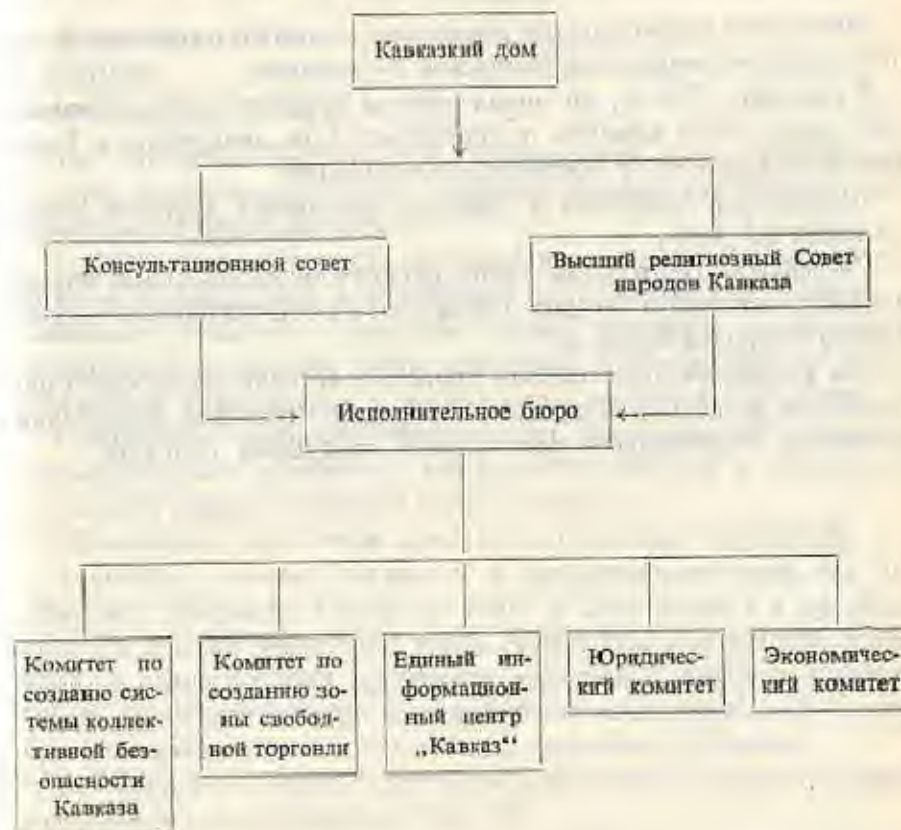 Кавказкий дом
Консультационнюй совет
Высший религиозный Совет
народов Кавказа
Исполнительное бюро
Комитет по
созданю сис-
темы коллек-
тивной без-
опасности
Кавказа
Комитет по
созданию зо-
ны свобод-
ной торговли
Единый ин-
формацион-
ный центр
„Кавказ“
Юридичес-
кий комитет
Экономичес-
кий комитет